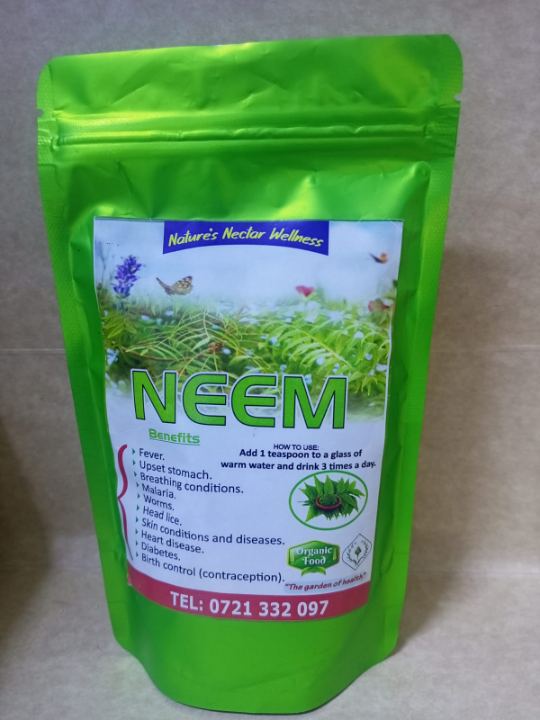 Nature's Nectar Wellness
NEEM
Benefits
Fever.
Upset stomach.
Breathing conditions.
Malaria.
Worms.
Head lice.
Skin conditions and diseases.
Heart disease.
Diabetes.
Birth control (contraception).
HOW TO USE:
Add 1 teaspoon to a glass of
warm water and drink 3 times a day.
Organic
Food
"The garden of health"
TEL: 0721 332 097